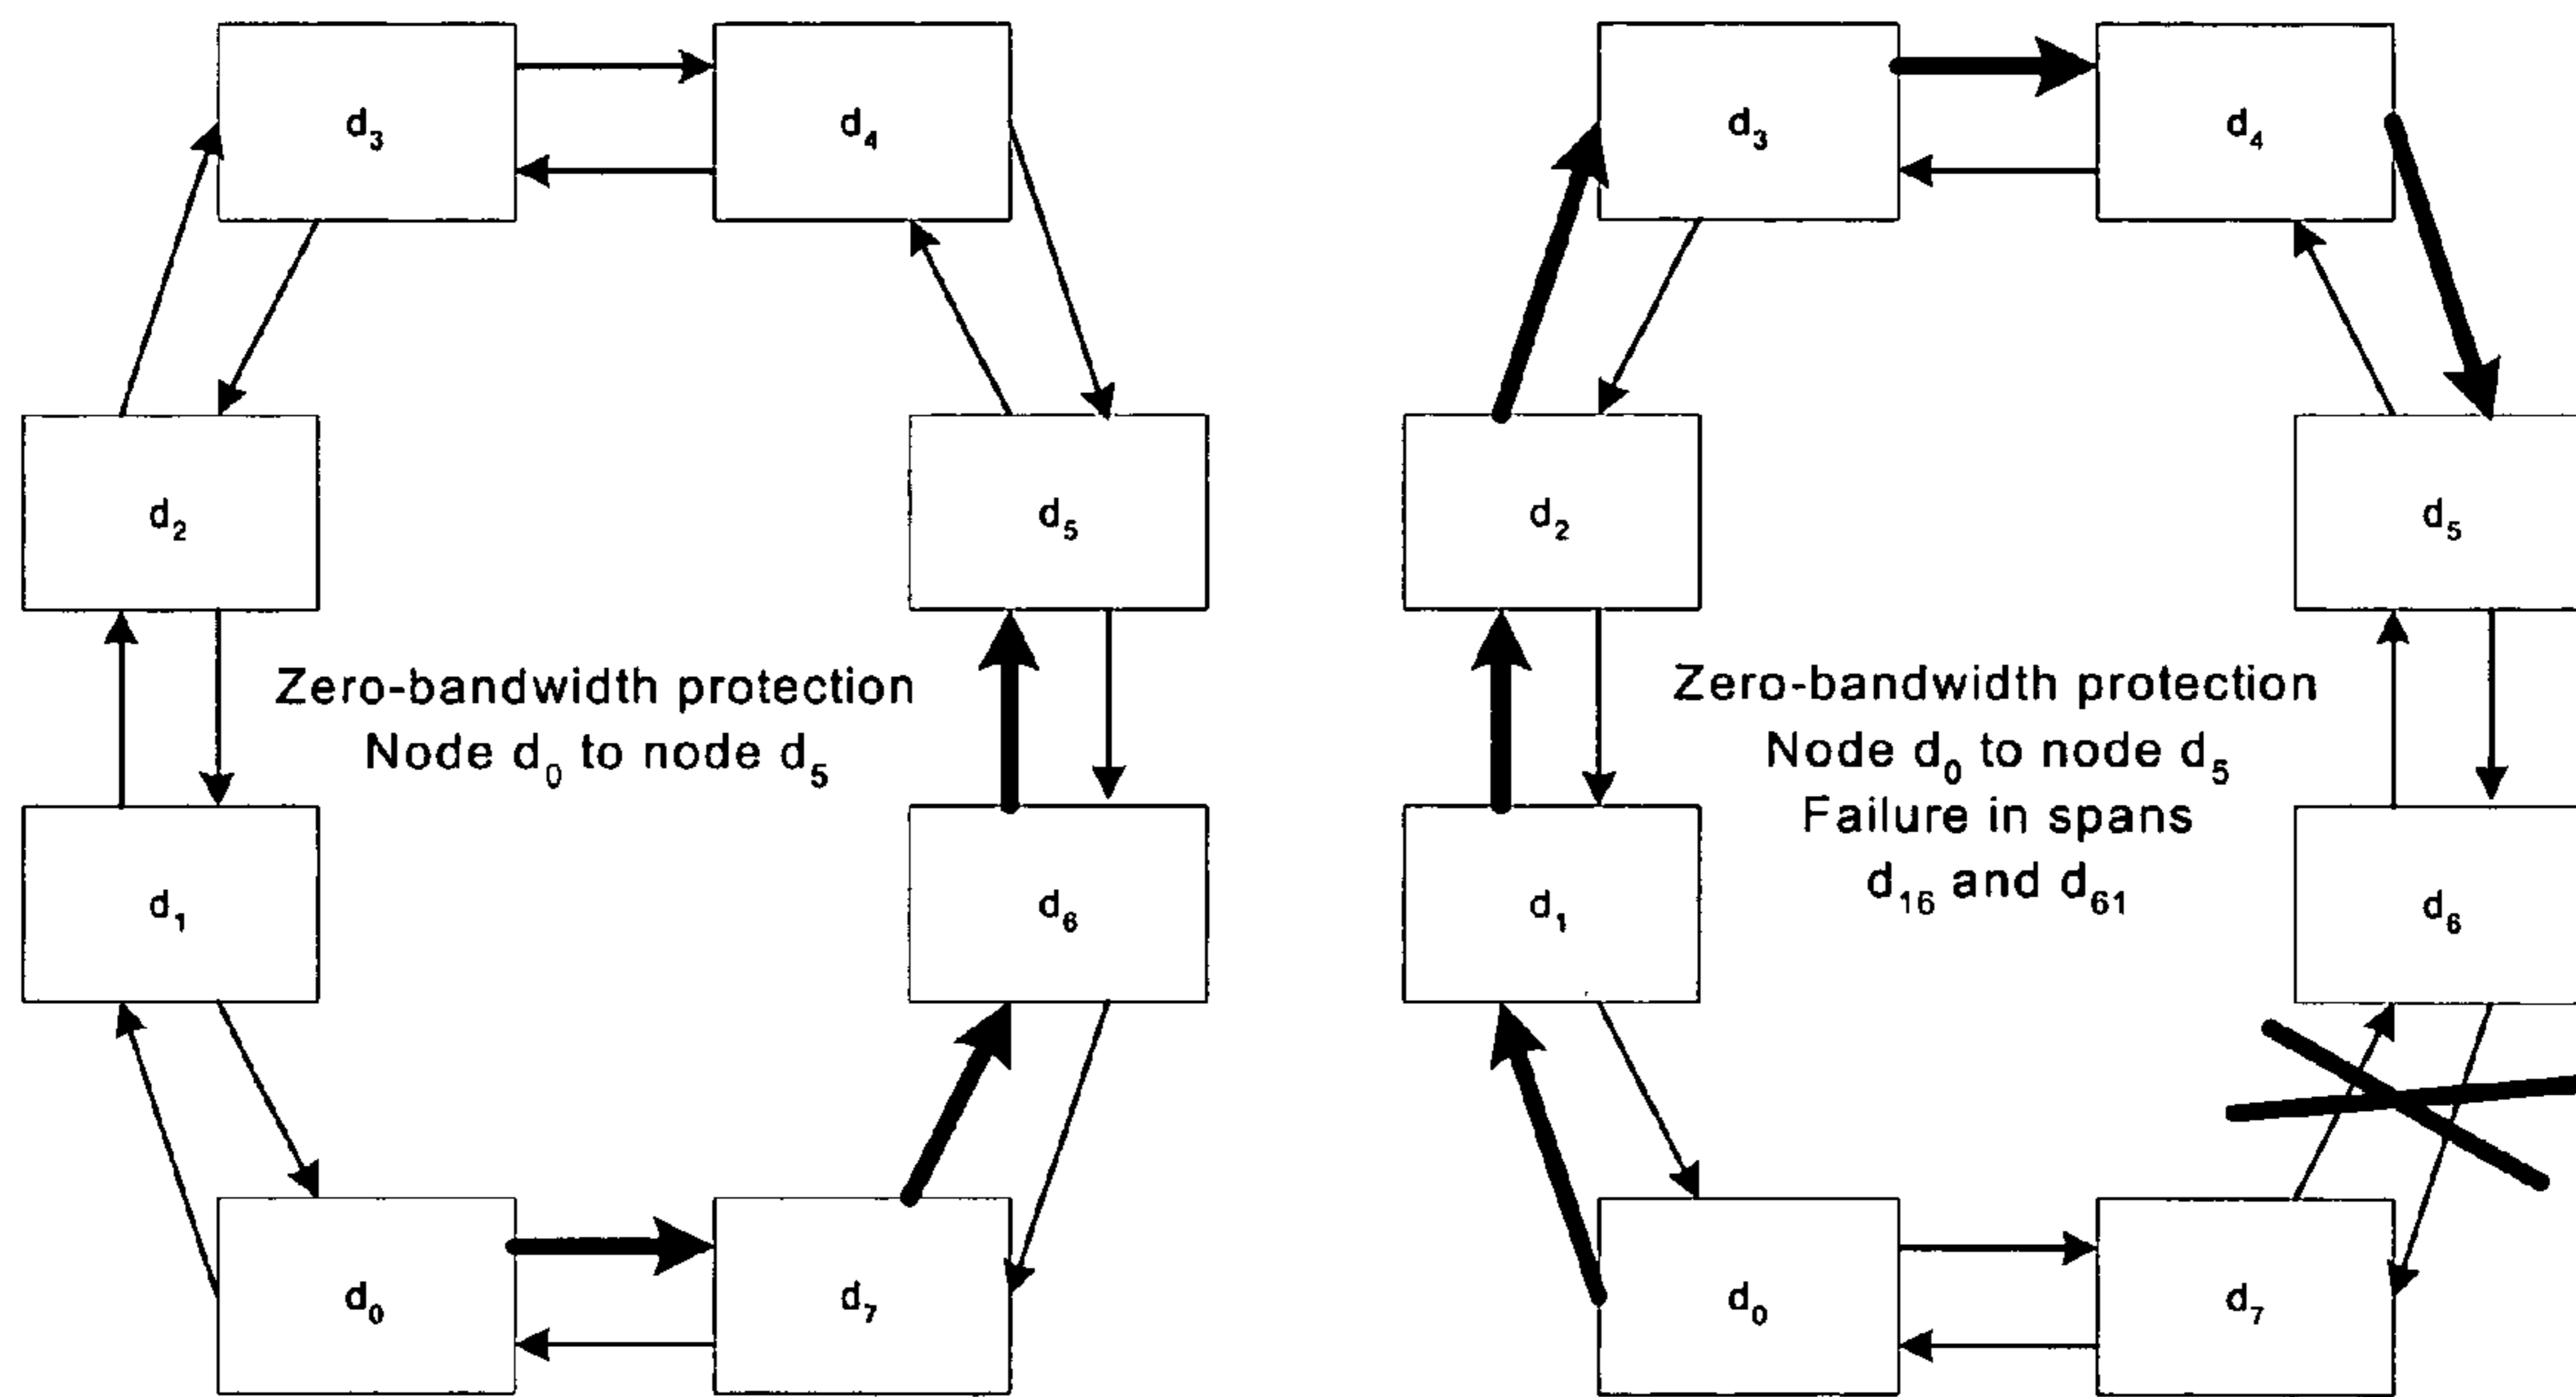 d₃
d₄
d₂
d₅
Zero-bandwidth protection
Node d₀ to node d₅
d₁
d₆
d₀
d₇
d₃
d₄
d₂
d₅
Zero-bandwidth protection
Node d₀ to node d₅
Failure in spans
d₁₆ and d₆₁
d₁
d₆
d₀
d₇